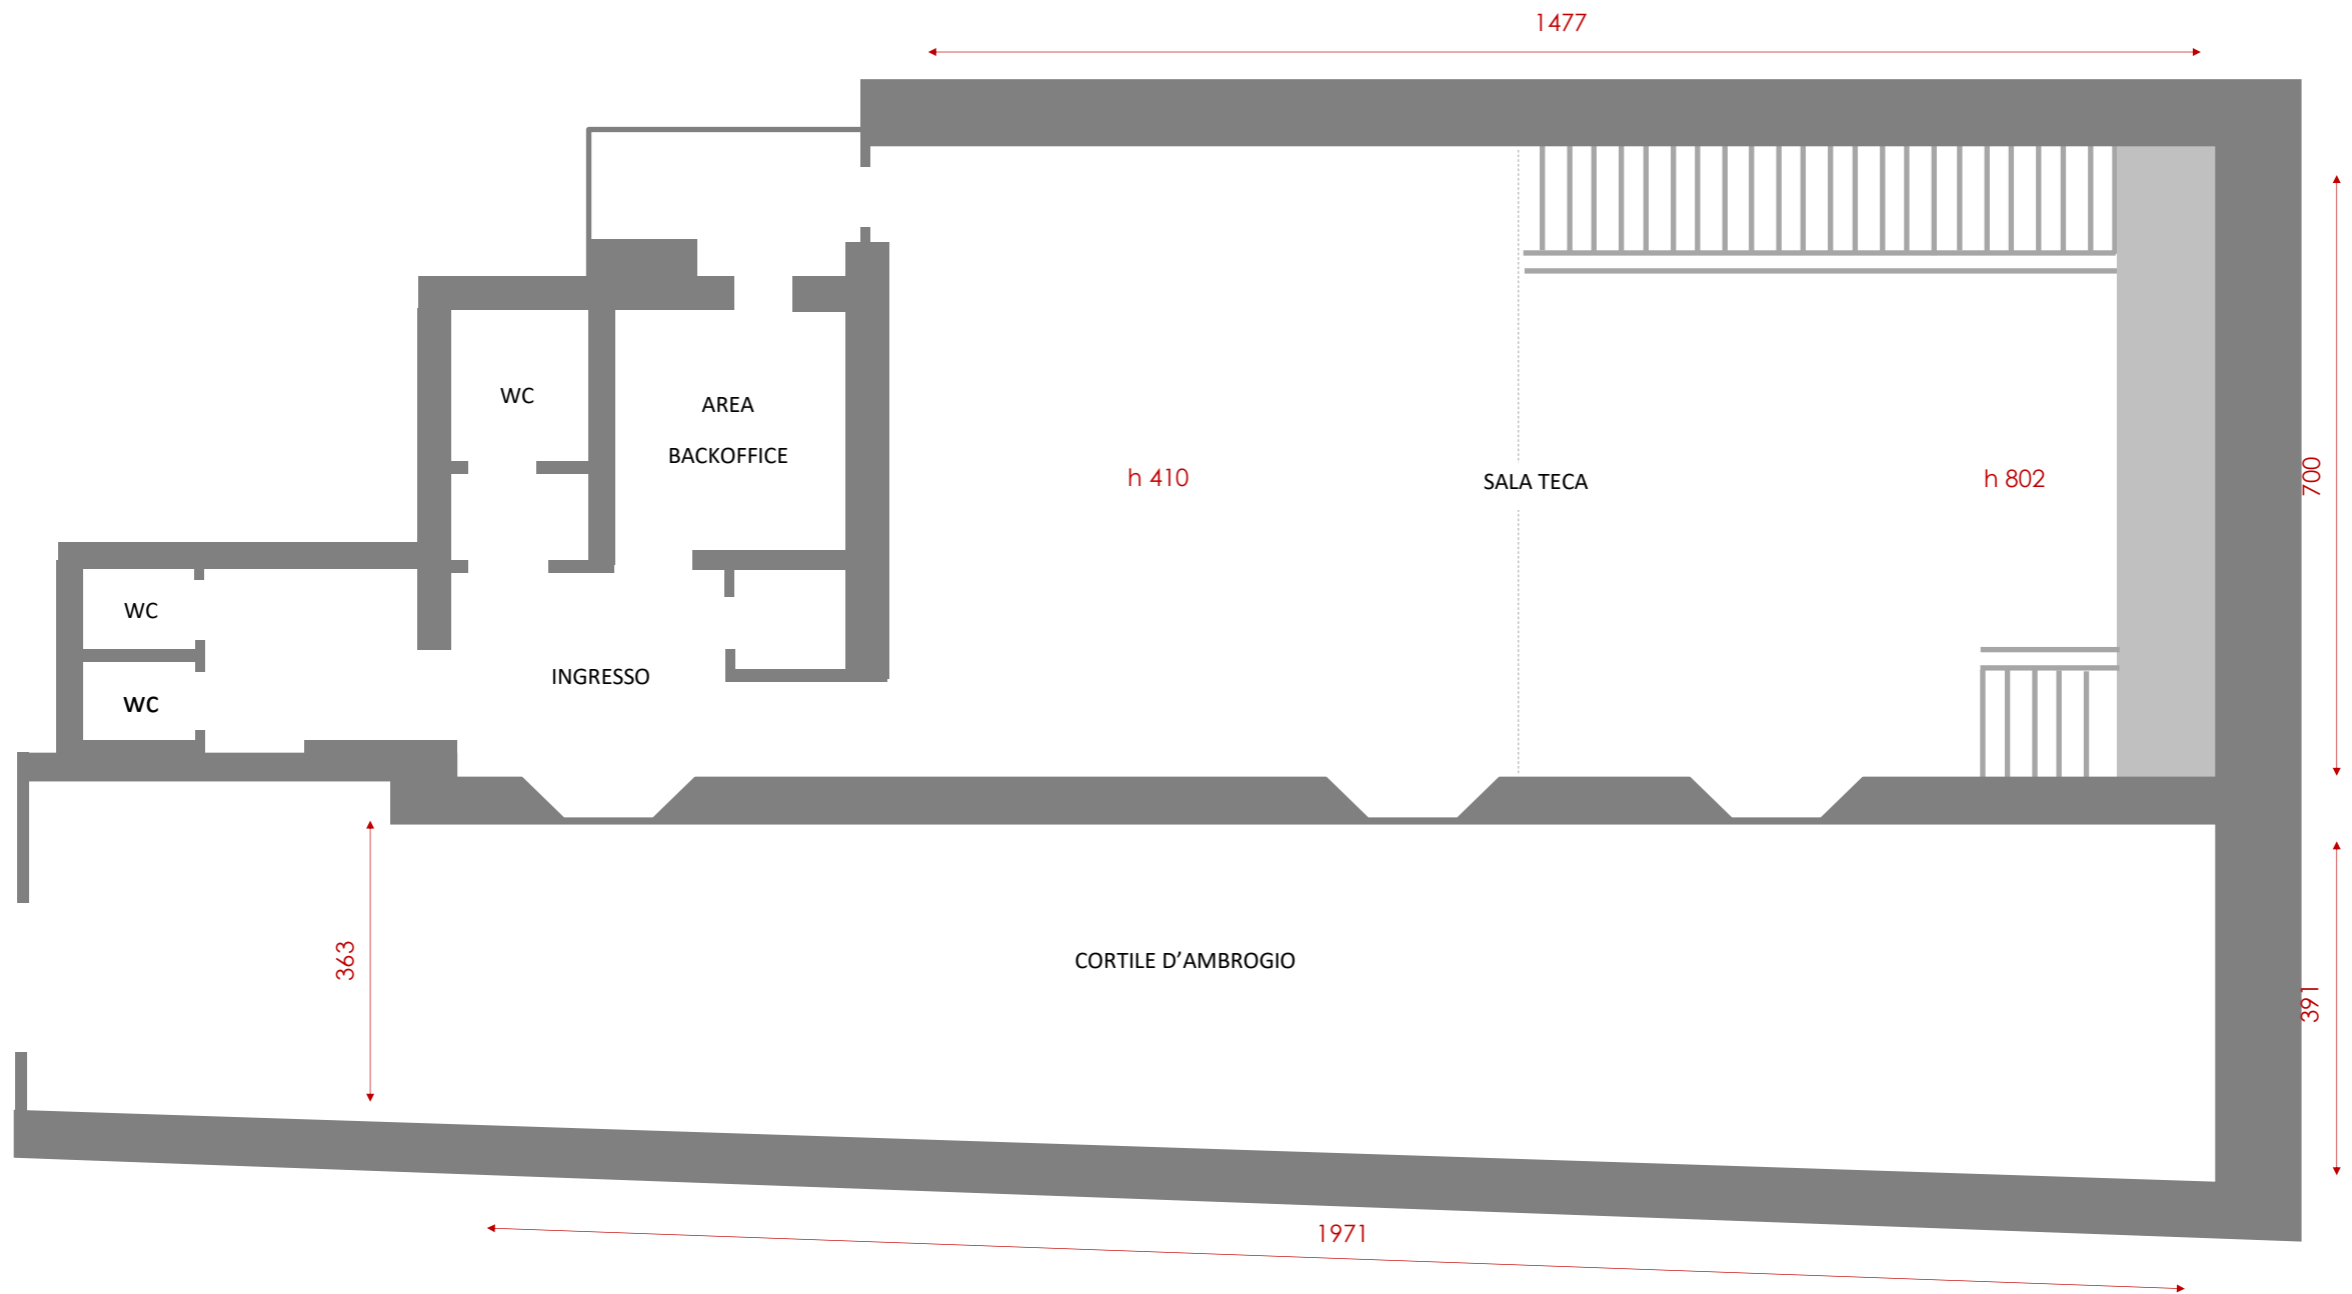 1477
WC
AREA
BACKOFFICE
h 410
SALA TECA
h 802
700
WC
WC
INGRESSO
363
CORTILE D’AMBROGIO
391
1971